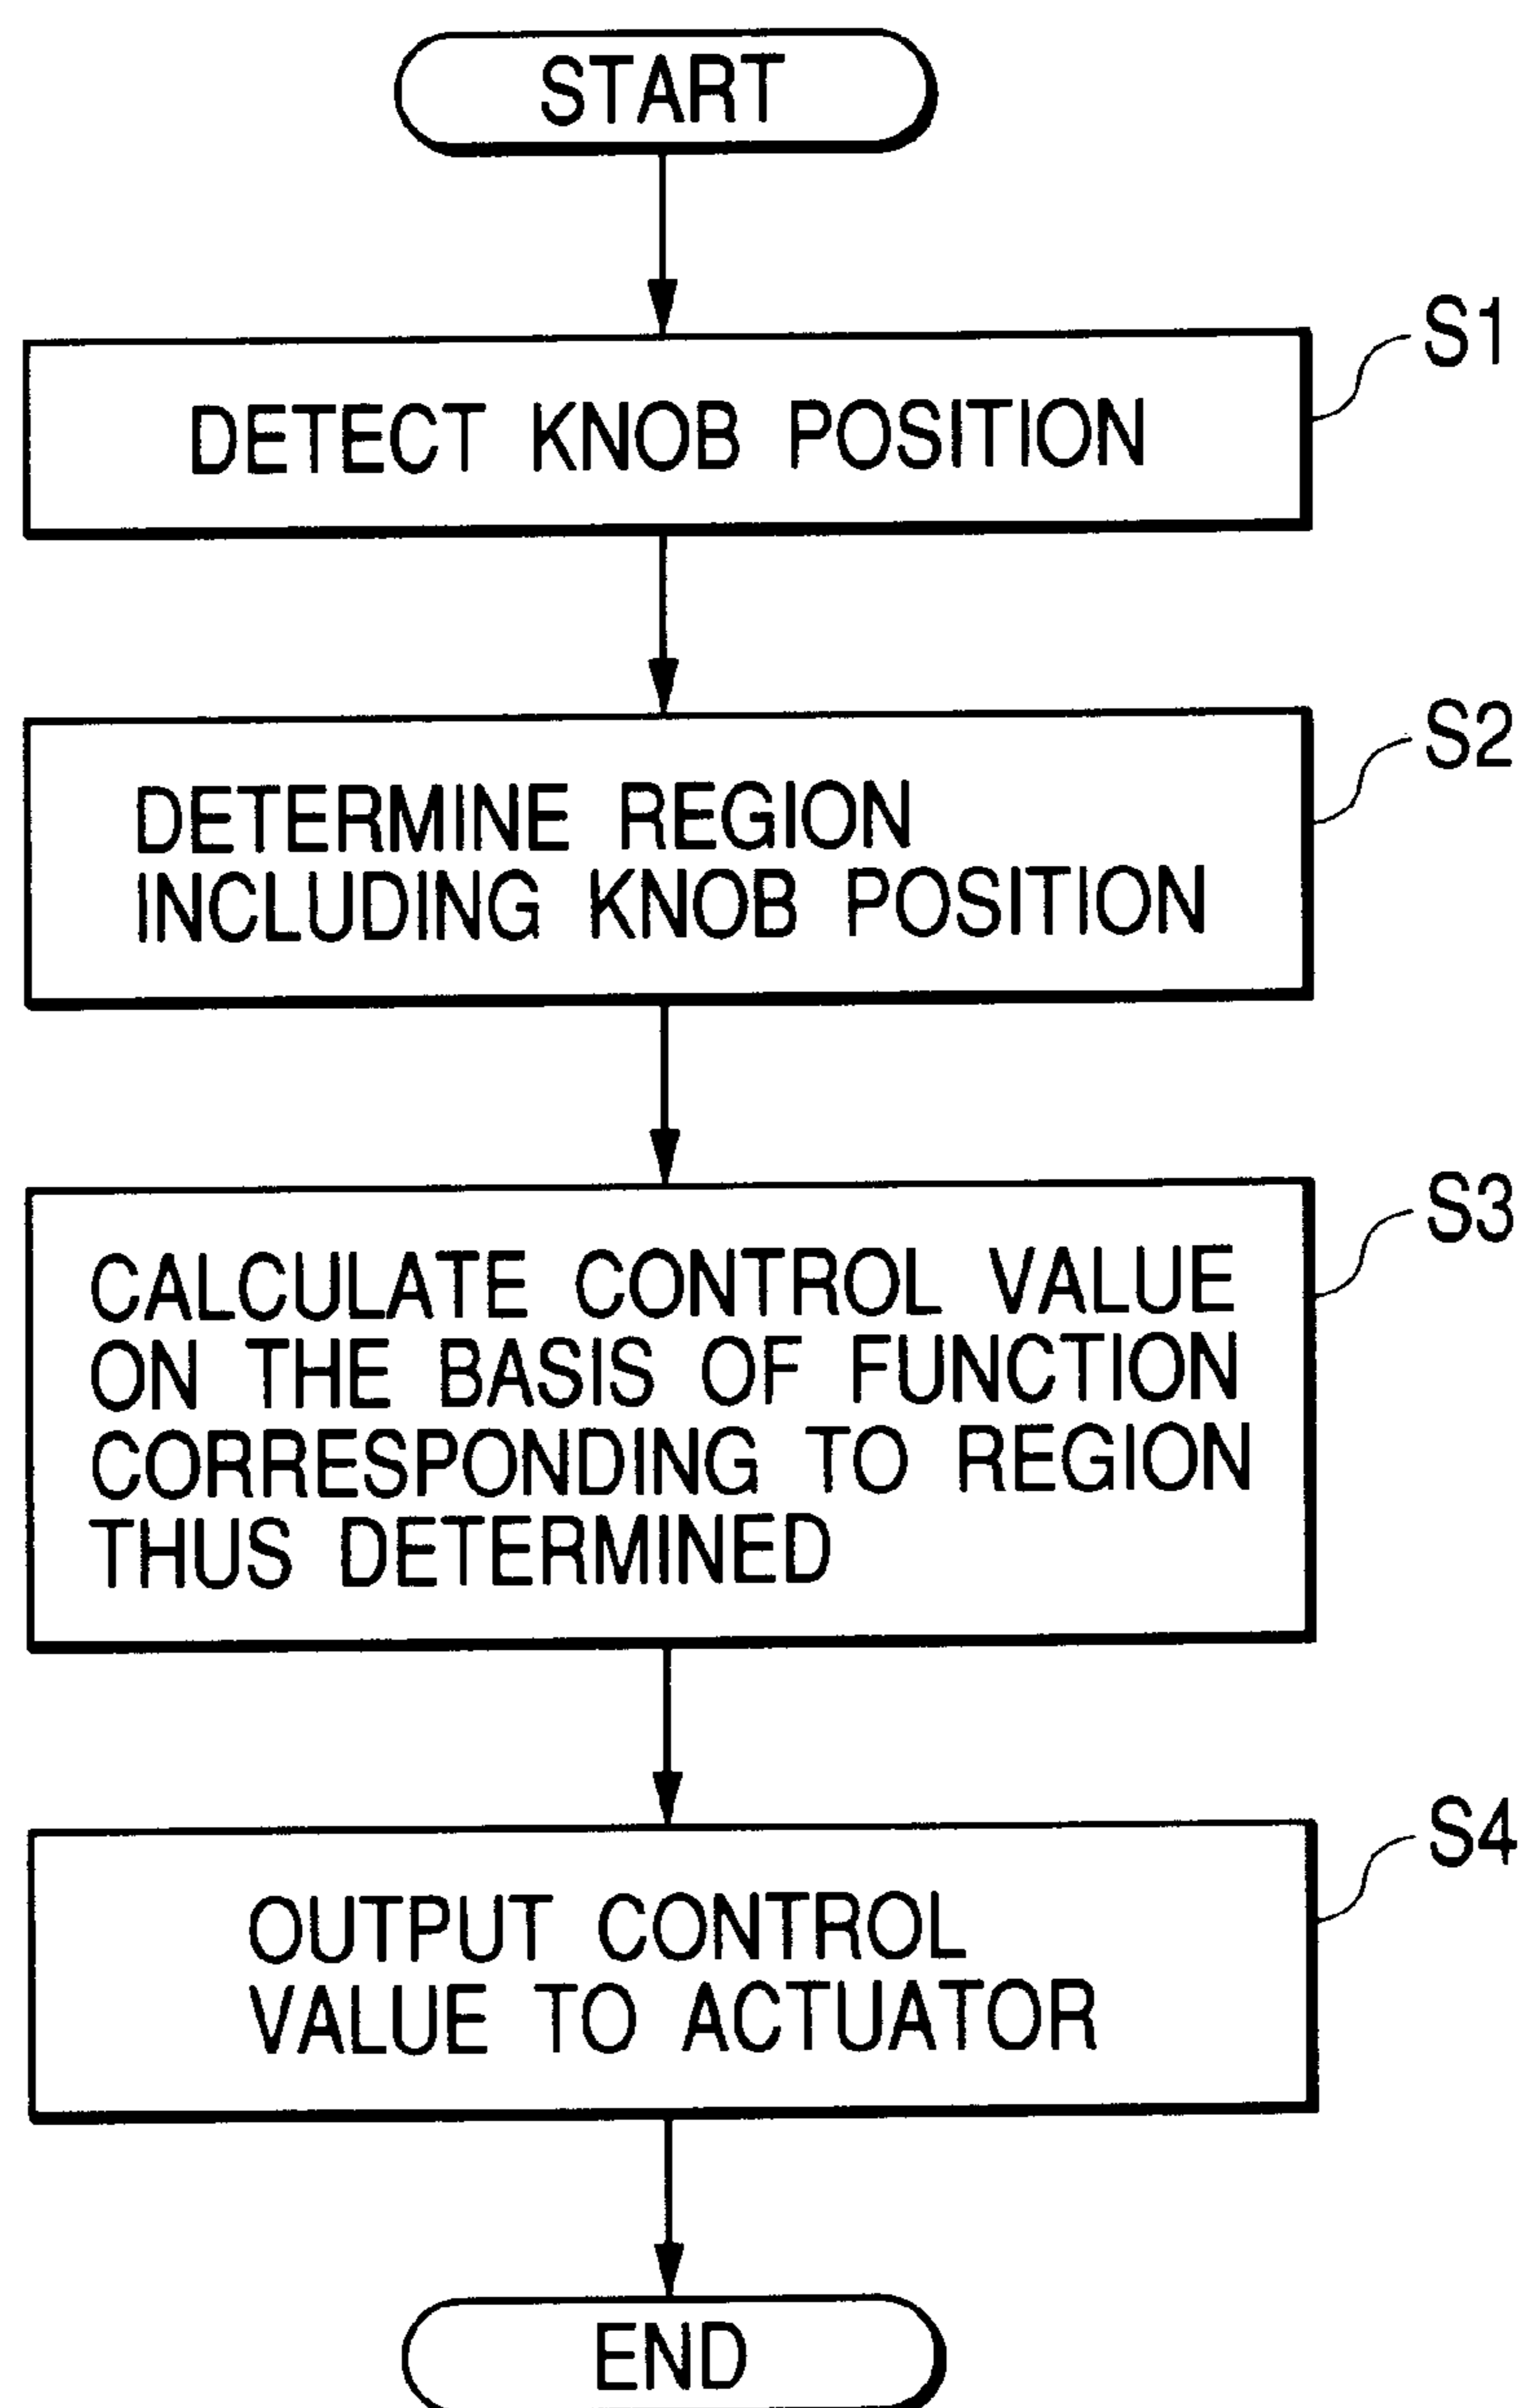 START
S1
DETECT KNOB POSITION
S2
DETERMINE REGION
INCLUDING KNOB POSITION
S3
CALCULATE CONTROL VALUE
ON THE BASIS OF FUNCTION
CORRESPONDING TO REGION
THUS DETERMINED
S4
OUTPUT CONTROL
VALUE TO ACTUATOR
END